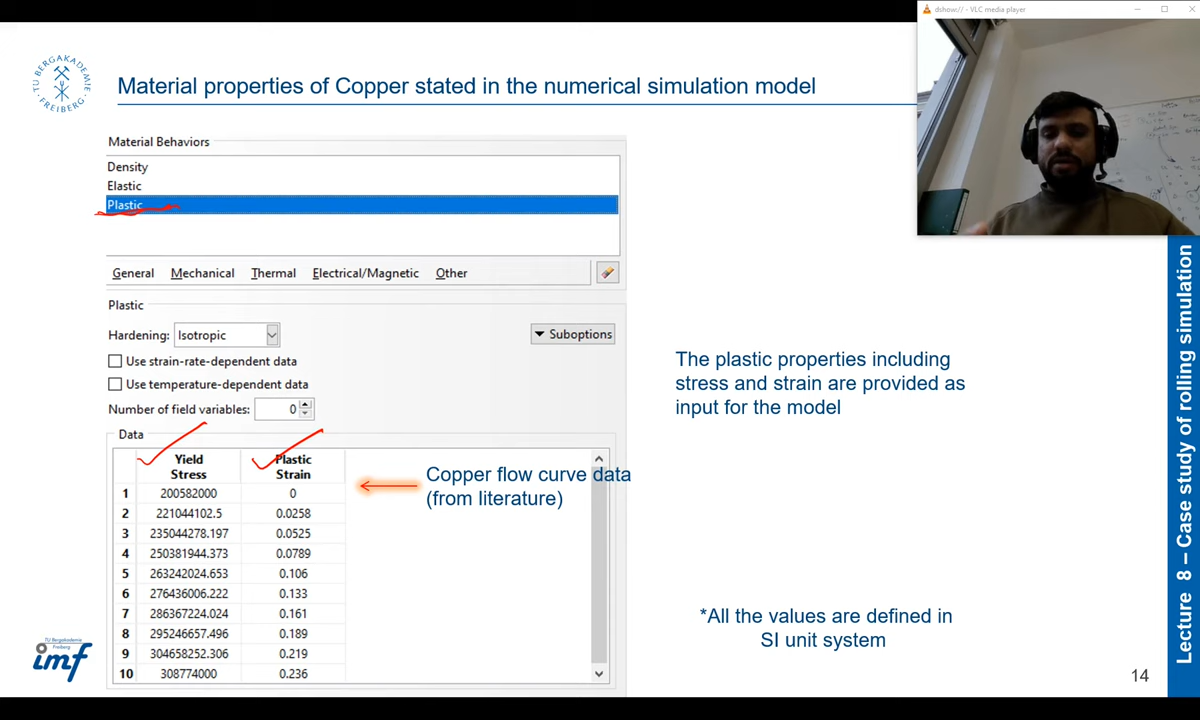 dshow:// - VLC media player
TU BERGAKADEMIE
FREIBERG
Material properties of Copper stated in the numerical simulation model
Material Behaviors
Density
Elastic
Plastic
General Mechanical Thermal Electrical/Magnetic Other
Plastic
Hardening: Isotropic
Suboptions
Use strain-rate-dependent data
Use temperature-dependent data
Number of field variables: 0
Data
Yield Stress Plastic Strain
1 200582000 0
2 221044102.5 0.0258
3 235044278.197 0.0525
4 250381944.373 0.0789
5 263242024.653 0.106
6 276436006.222 0.133
7 286367224.024 0.161
8 295246657.496 0.189
9 304658252.306 0.219
10 308774000 0.236
Copper flow curve data
(from literature)
The plastic properties including
stress and strain are provided as
input for the model
*All the values are defined in
SI unit system
TU Bergakademie
Freiberg
imf
14
Lecture 8 – Case study of rolling simulation